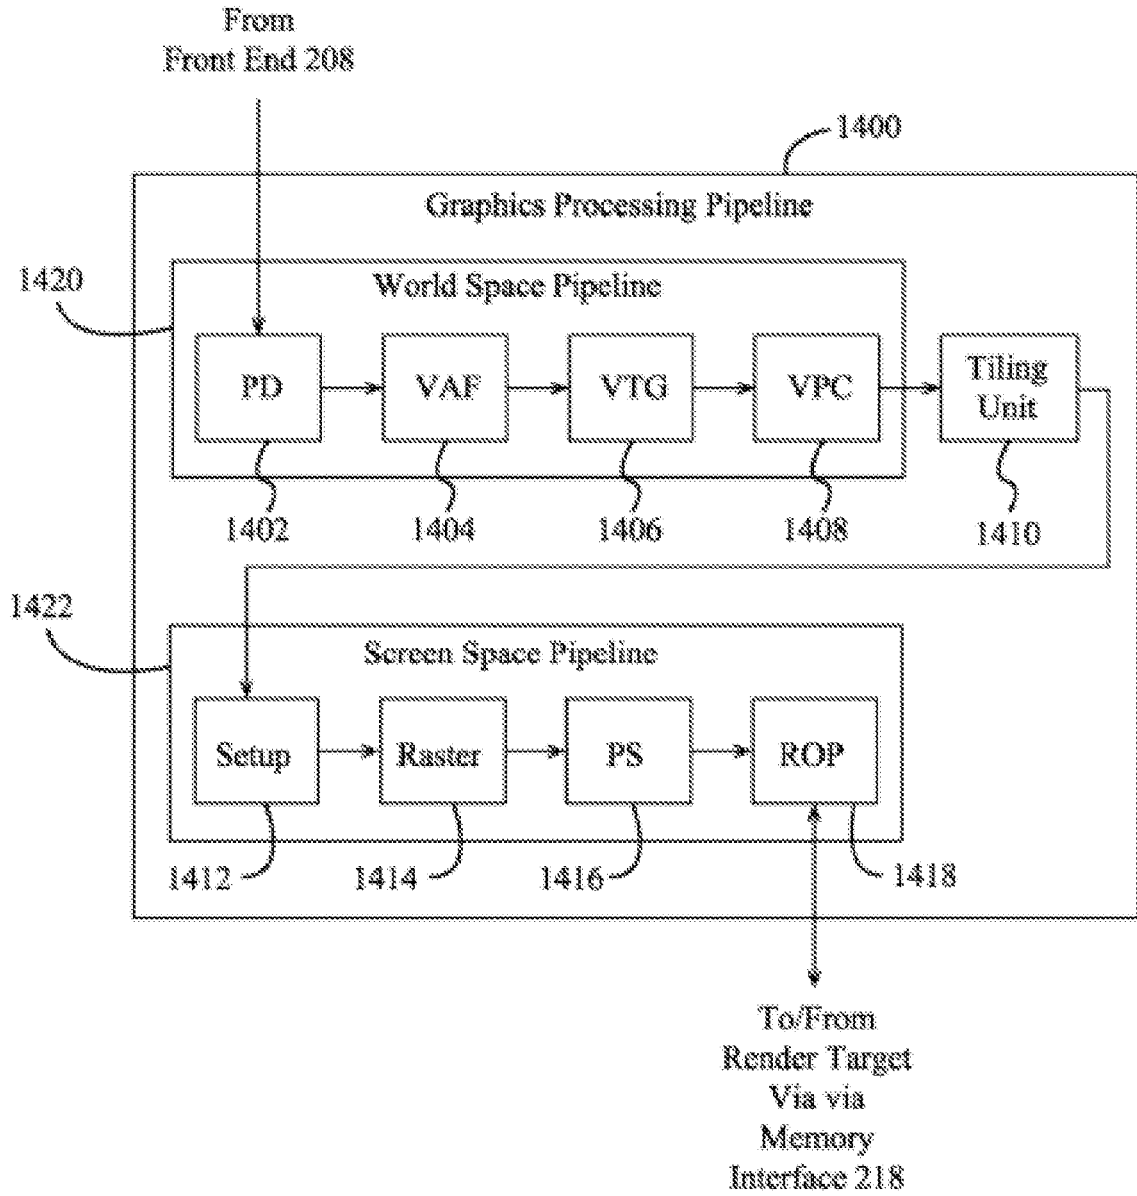 From
Front End 208
1400
Graphics Processing Pipeline
1420
World Space Pipeline
PD
VAF
VTG
VPC
Tiling
Unit
1402
1404
1406
1408
1410
1422
Screen Space Pipeline
Setup
Raster
PS
ROP
1412
1414
1416
1418
To/From
Render Target
Via via
Memory
Interface 218